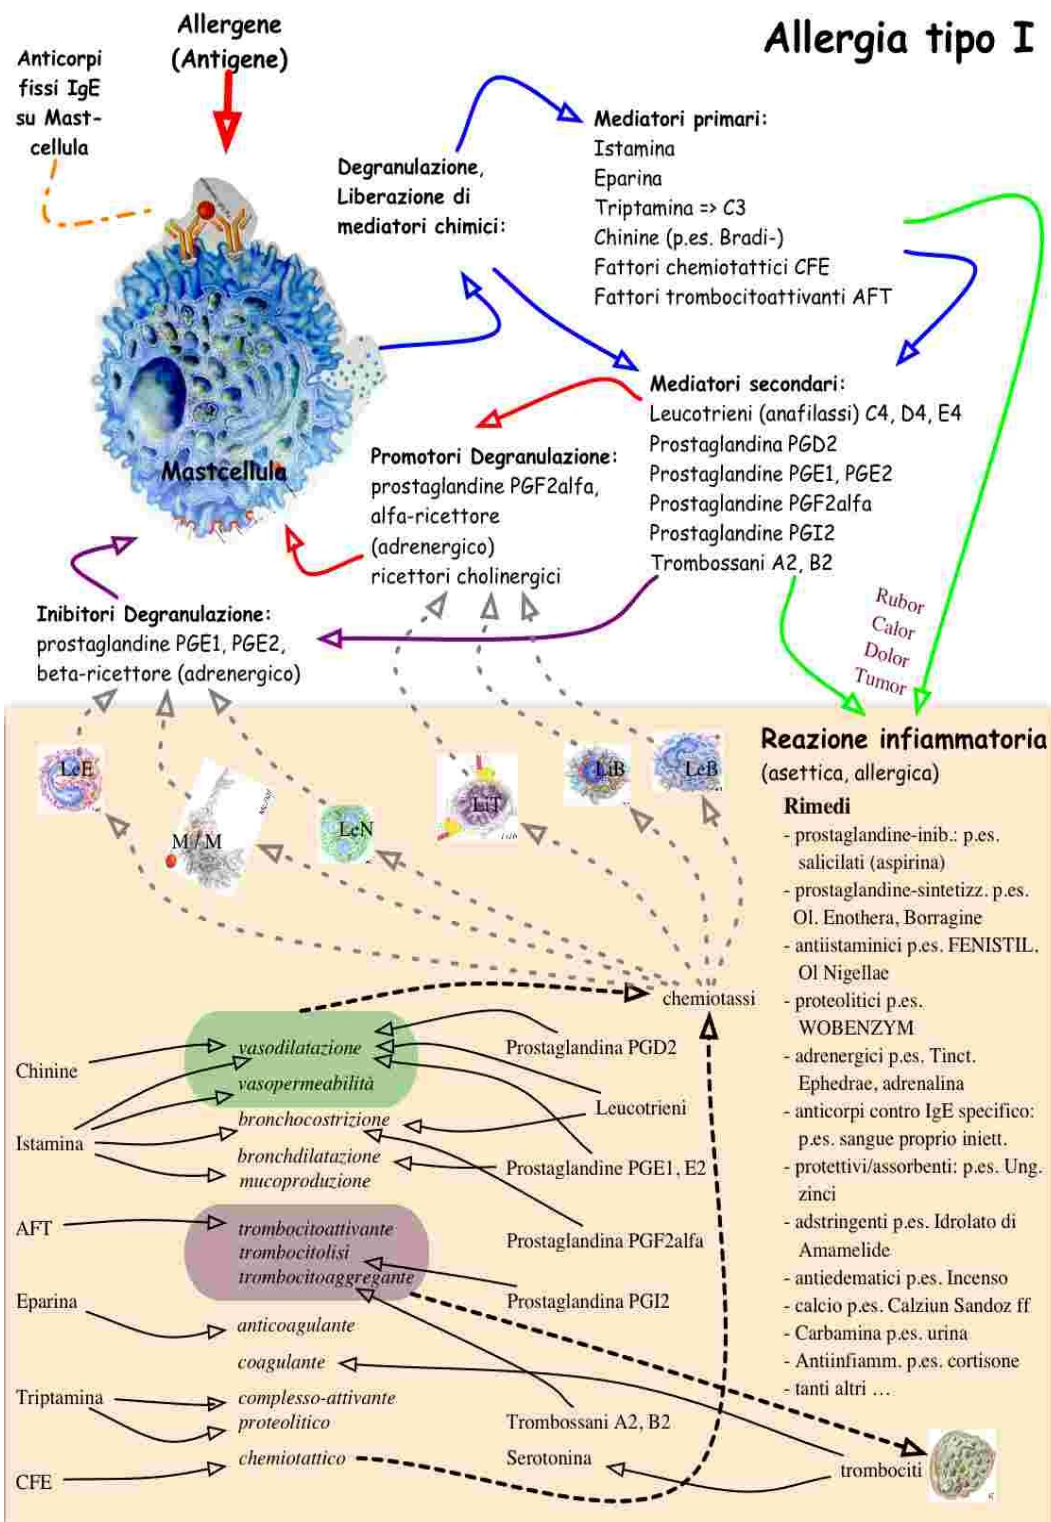 Allergia tipo I
Allergene
(Antigene)
Anticorpi
fissi IgE
su Mast-
cellula
Degranulazione,
Liberazione di
mediatori chimici:
Mediatori primari:
Istamina
Eparina
Triptamina => C3
Chinine (p.es. Bradi-)
Fattori chemiotattici CFE
Fattori trombocitoattivanti AFT
Mastcellula
Mediatori secondari:
Leucotrieni (anafilassi) C4, D4, E4
Prostaglandina PGD2
Prostaglandine PGE1, PGE2
Prostaglandine PGF2alfa
Prostaglandine PGI2
Trombossani A2, B2
Promotori Degranulazione:
prostaglandine PGF2alfa,
alfa-ricettore
(adrenergico)
ricettori cholinergici
Inibitori Degranulazione:
prostaglandine PGE1, PGE2,
beta-ricettore (adrenergico)
Rubor
Calor
Dolor
Tumor
LeE
M / M
LeN
LiT
LiB
LeB
Reazione infiammatoria
(asettica, allergica)
Rimedi
- prostaglandine-inib.: p.es.
salicilati (aspirina)
- prostaglandine-sintetizz. p.es.
Ol. Enothera, Borragine
- antiistaminici p.es. FENISTIL,
Ol Nigellae
- proteolitici p.es.
WOBENZYM
- adrenergici p.es. Tinct.
Ephedrae, adrenalina
- anticorpi contro IgE specifico:
p.es. sangue proprio iniett.
- protettivi/assorbenti: p.es. Ung.
zinci
- adstringenti p.es. Idrolato di
Amamelide
- antiedematici p.es. Incenso
- calcio p.es. Calziun Sandoz ff
- Carbamina p.es. urina
- Antiinfiamm. p.es. cortisone
- tanti altri …
chemiotassi
Chinine
Istamina
AFT
Eparina
Triptamina
CFE
vasodilatazione
vasopermeabilità
bronchocostrizione
bronchdilatazione
mucoproduzione
trombocitoattivante
trombocitolisi
trombocitoaggregante
anticoagulante
coagulante
complesso-attivante
proteolitico
chemiotattico
Prostaglandina PGD2
Leucotrieni
Prostaglandine PGE1, E2
Prostaglandina PGF2alfa
Prostaglandina PGI2
Trombossani A2, B2
Serotonina
trombociti